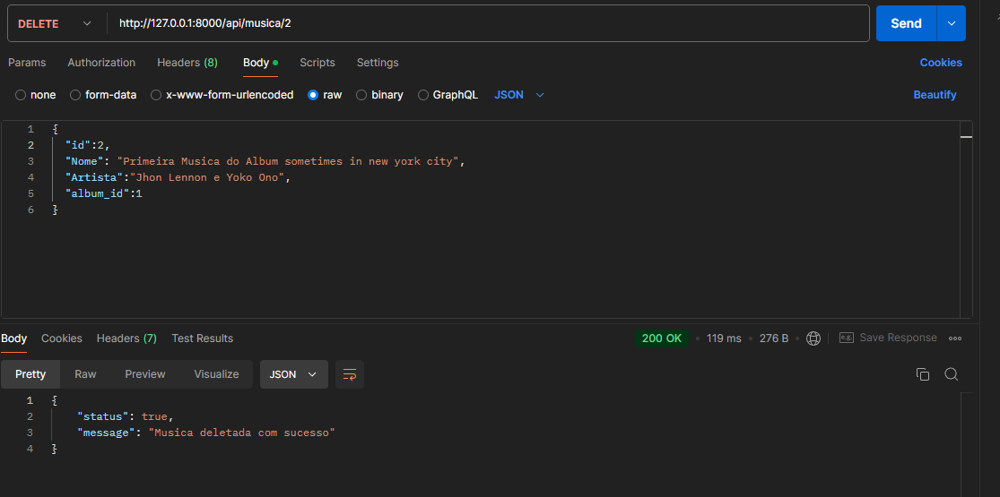 DELETE http://127.0.0.1:8000/api/musica/2 Send
Params Authorization Headers (8) Body Scripts Settings Cookies
none form-data x-www-form-urlencoded raw binary GraphQL JSON Beautify
1 {
2 "id":2,
3 "Nome": "Primeira Musica do Album sometimes in new york city",
4 "Artista":"Jhon Lennon e Yoko Ono",
5 "album_id":1
6 }
Body Cookies Headers (7) Test Results 200 OK 119 ms 276 B e.g. Save Response
Pretty Raw Preview Visualize JSON
1 {
2 "status": true,
3 "message": "Musica deletada com sucesso"
4 }